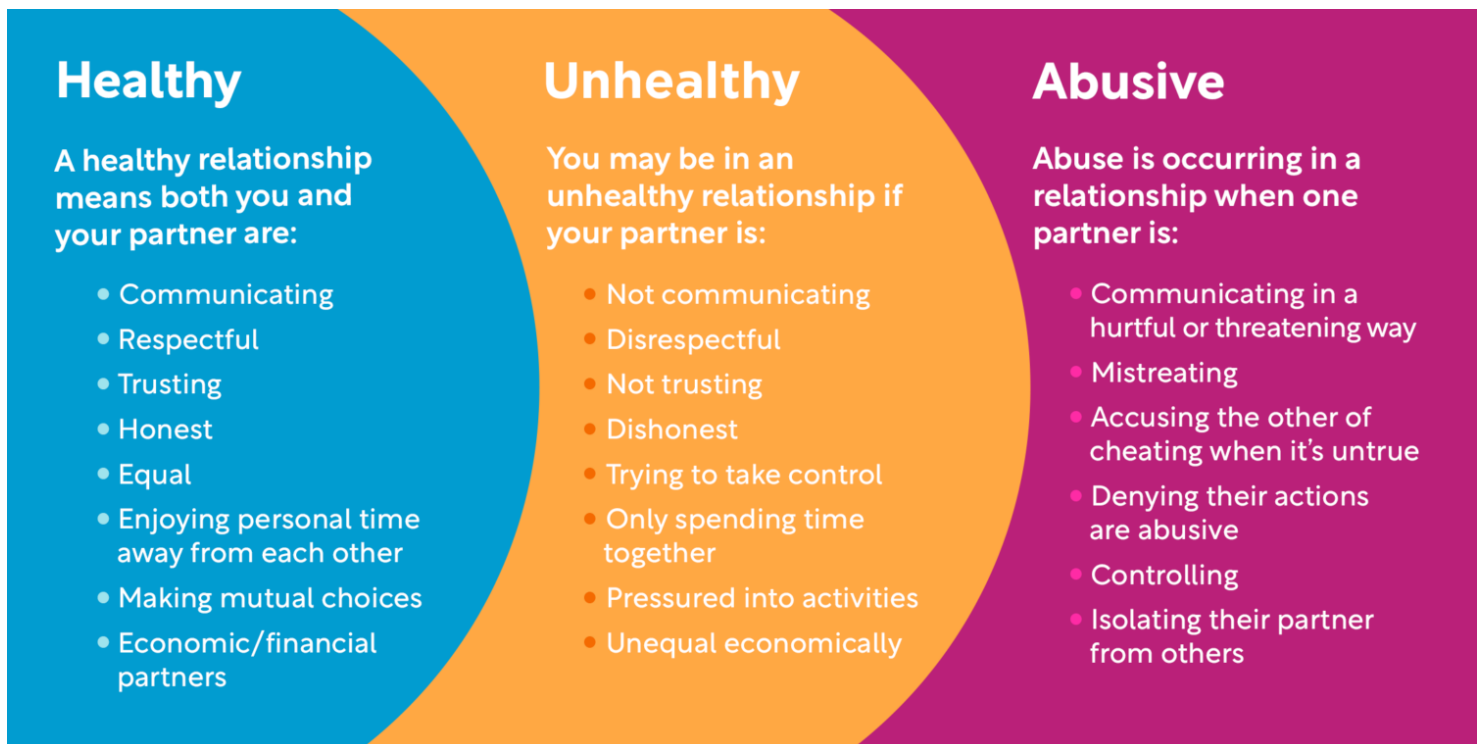 Healthy
A healthy relationship
means both you and
your partner are:
• Communicating
• Respectful
• Trusting
• Honest
• Equal
• Enjoying personal time
away from each other
• Making mutual choices
• Economic/financial
partners
Unhealthy
You may be in an
unhealthy relationship if
your partner is:
• Not communicating
• Disrespectful
• Not trusting
• Dishonest
• Trying to take control
• Only spending time
together
• Pressured into activities
• Unequal economically
Abusive
Abuse is occurring in a
relationship when one
partner is:
• Communicating in a
hurtful or threatening way
• Mistreating
• Accusing the other of
cheating when it’s untrue
• Denying their actions
are abusive
• Controlling
• Isolating their partner
from others